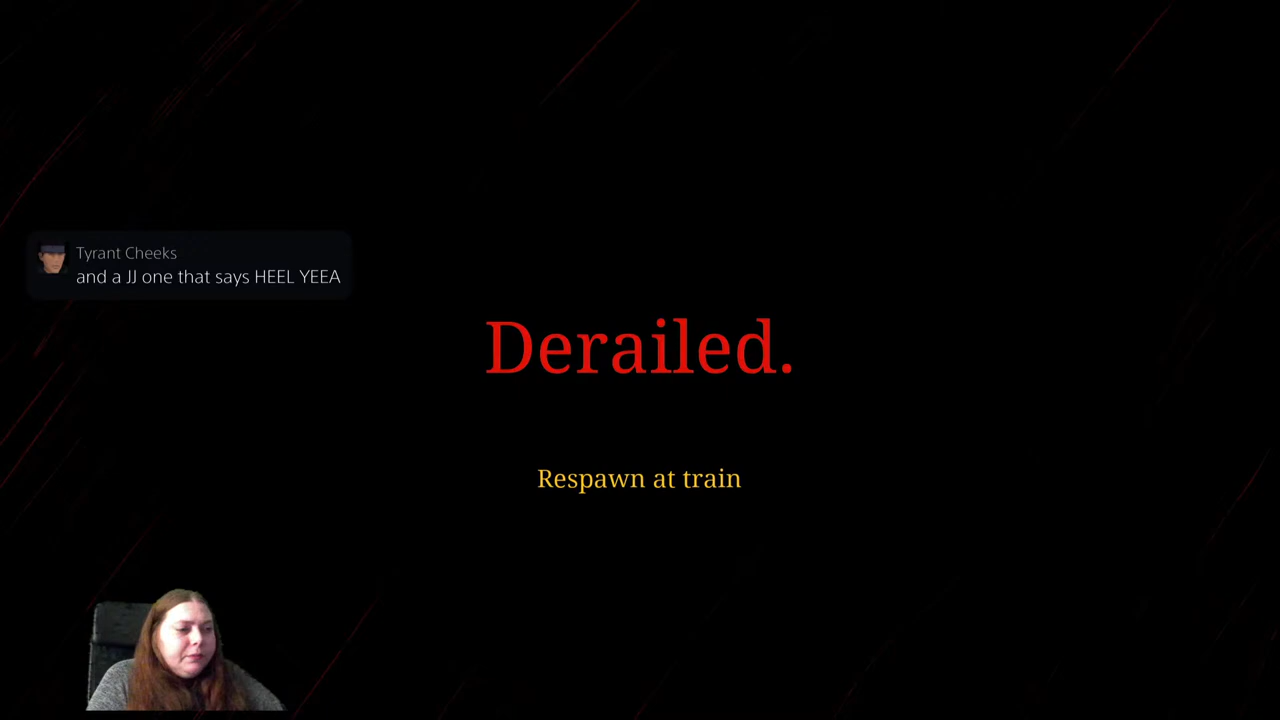 Tyrant Cheeks
and a JJ one that says HEEL YEEA
Derailed.
Respawn at train